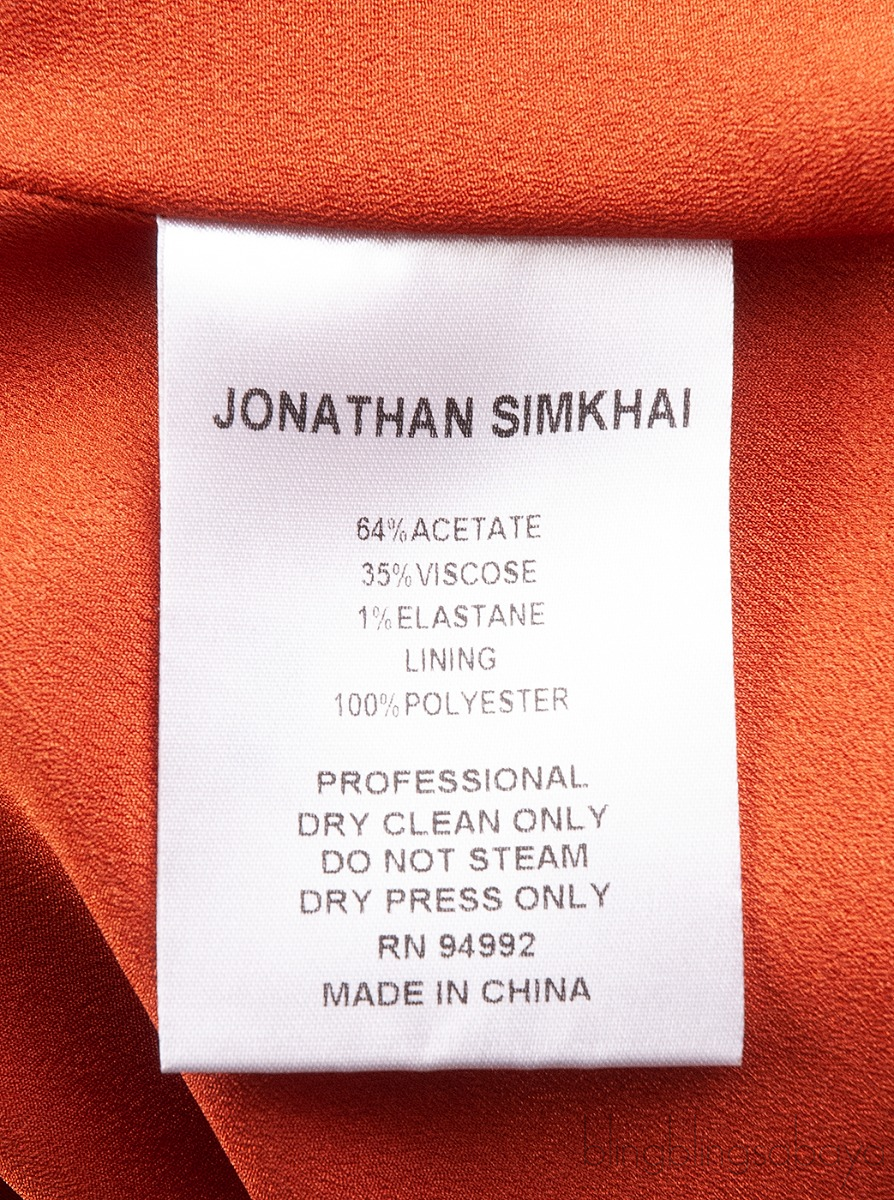 JONATHAN SIMKHAI
64%ACETATE
35%VISCOSE
1%ELASTANE
LINING
100%POLYESTER
PROFESSIONAL
DRY CLEAN ONLY
DO NOT STEAM
DRY PRESS ONLY
RN 94992
MADE IN CHINA